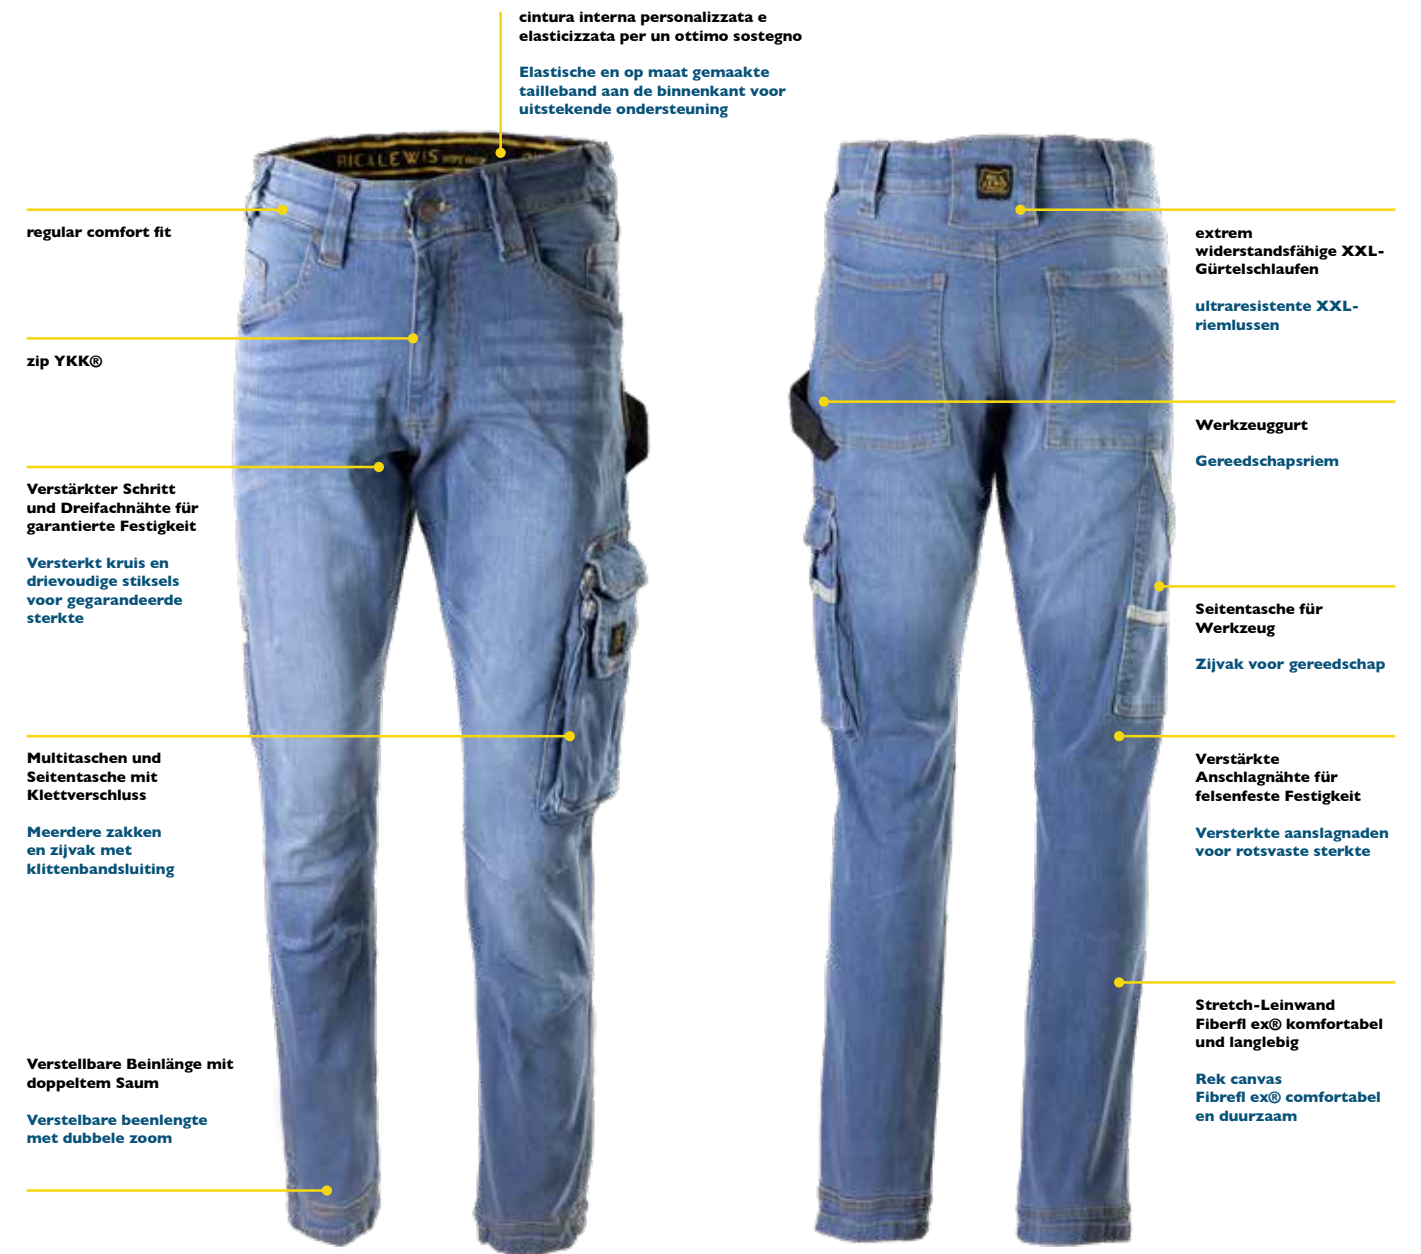 cintura interna personalizzata e
elasticizzata per un ottimo sostegno
Elastische en op maat gemaakte
tailleband aan de binnenkant voor
uitstekende ondersteuning
RICALEWIS
regular comfort fit
zip YKK®
Verstärkter Schritt
und Dreifachnähte für
garantierte Festigkeit
Versterkt kruis en
drievoudige stiksels
voor gegarandeerde
sterkte
Multitaschen und
Seitentasche mit
Klettverschluss
Meerdere zakken
en zijvak met
klittenbandsluiting
Verstellbare Beinlänge mit
doppeltem Saum
Verstelbare beenlengte
met dubbele zoom
extrem
widerstandsfähige XXL-
Gürtelschlaufen
ultraresistente XXL-
riemlussen
Werkzeuggurt
Gereedschapsriem
Seitentasche für
Werkzeug
Zijvak voor gereedschap
Verstärkte
Anschlagnähte für
felsenfeste Festigkeit
Versterkte aanslagnaden
voor rotsvaste sterkte
Stretch-Leinwand
Fiberfl ex® komfortabel
und langlebig
Rek canvas
Fibrefl ex® comfortabel
en duurzaam